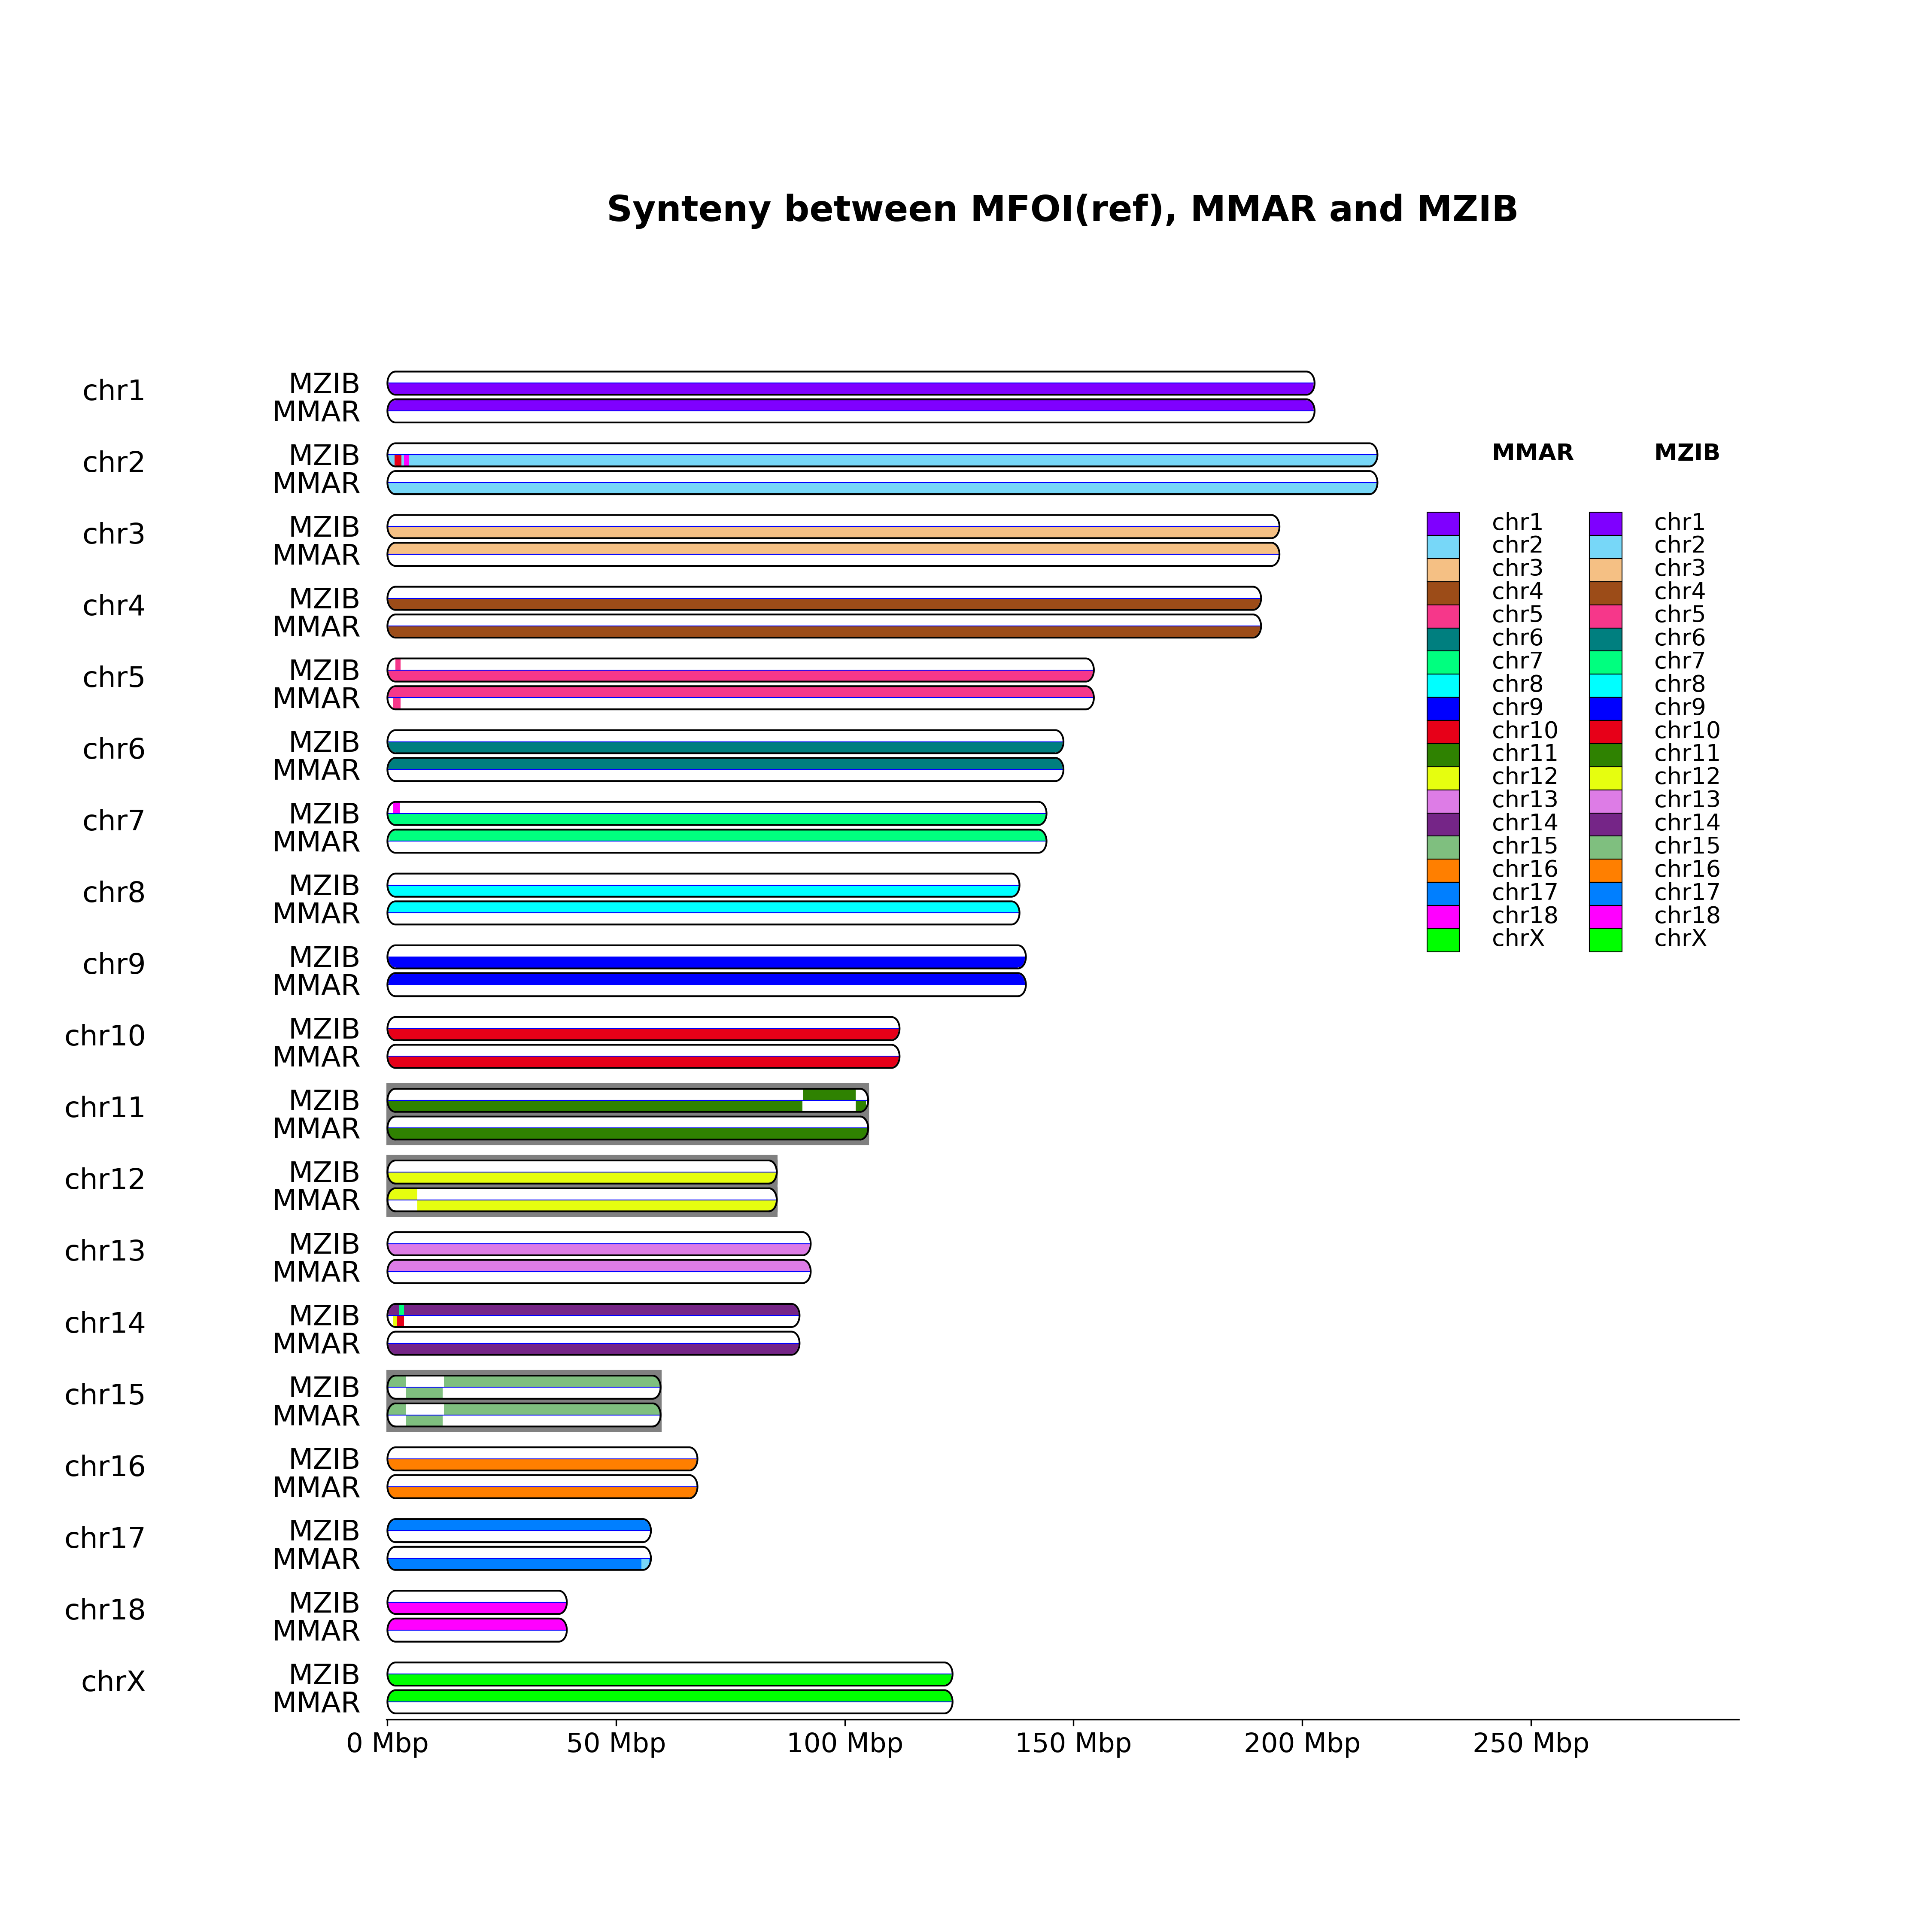 Synteny between MFOI(ref), MMAR and MZIB
chr1
MZIB
MMAR
chr2
MZIB
MMAR
chr3
MZIB
MMAR
chr4
MZIB
MMAR
chr5
MZIB
MMAR
chr6
MZIB
MMAR
chr7
MZIB
MMAR
chr8
MZIB
MMAR
chr9
MZIB
MMAR
chr10
MZIB
MMAR
chr11
MZIB
MMAR
chr12
MZIB
MMAR
chr13
MZIB
MMAR
chr14
MZIB
MMAR
chr15
MZIB
MMAR
chr16
MZIB
MMAR
chr17
MZIB
MMAR
chr18
MZIB
MMAR
chrX
MZIB
MMAR
0 Mbp 50 Mbp 100 Mbp 150 Mbp 200 Mbp 250 Mbp
MMAR MZIB
chr1 chr1
chr2 chr2
chr3 chr3
chr4 chr4
chr5 chr5
chr6 chr6
chr7 chr7
chr8 chr8
chr9 chr9
chr10 chr10
chr11 chr11
chr12 chr12
chr13 chr13
chr14 chr14
chr15 chr15
chr16 chr16
chr17 chr17
chr18 chr18
chrX chrX